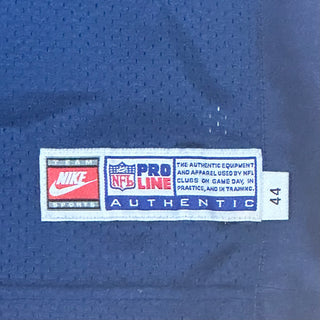 TEAM
NIKE
SPORTS
NFL
PRO
LINE
THE AUTHENTIC EQUIPMENT
AND APPAREL USED BY NFL
CLUBS ON GAME DAY, IN
PRACTICE, AND IN TRAINING.
AUTHENTIC
44